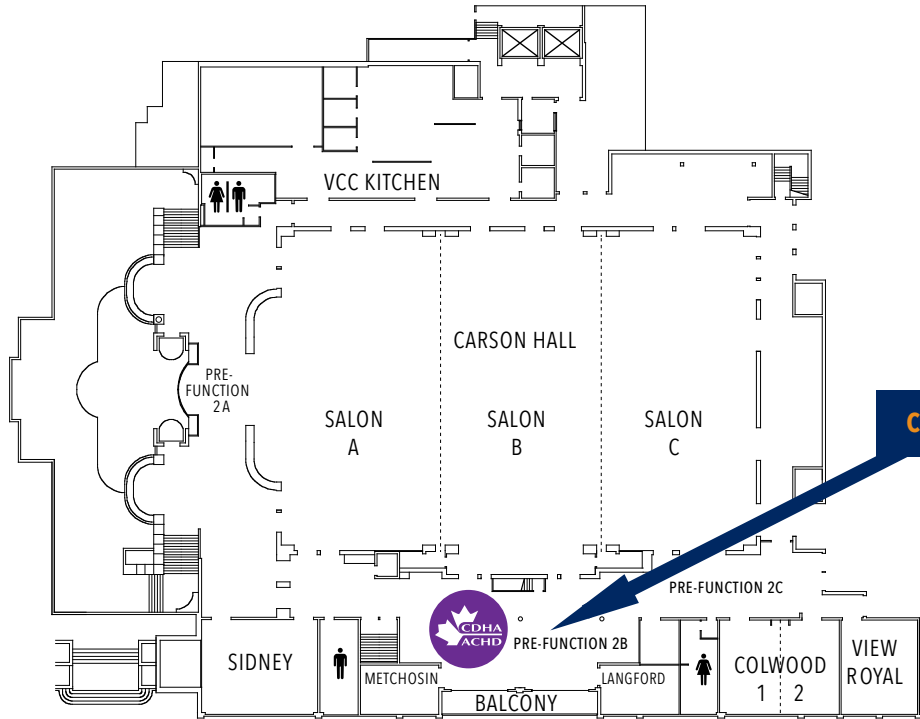 VCC KITCHEN
CARSON HALL
PRE-
FUNCTION
2A
SALON
A
SALON
B
SALON
C
C
PRE-FUNCTION 2C
CDHA
ACHD
PRE-FUNCTION 2B
SIDNEY
METCHOSIN
BALCONY
LANGFORD
COLWOOD
1 2
VIEW
ROYAL